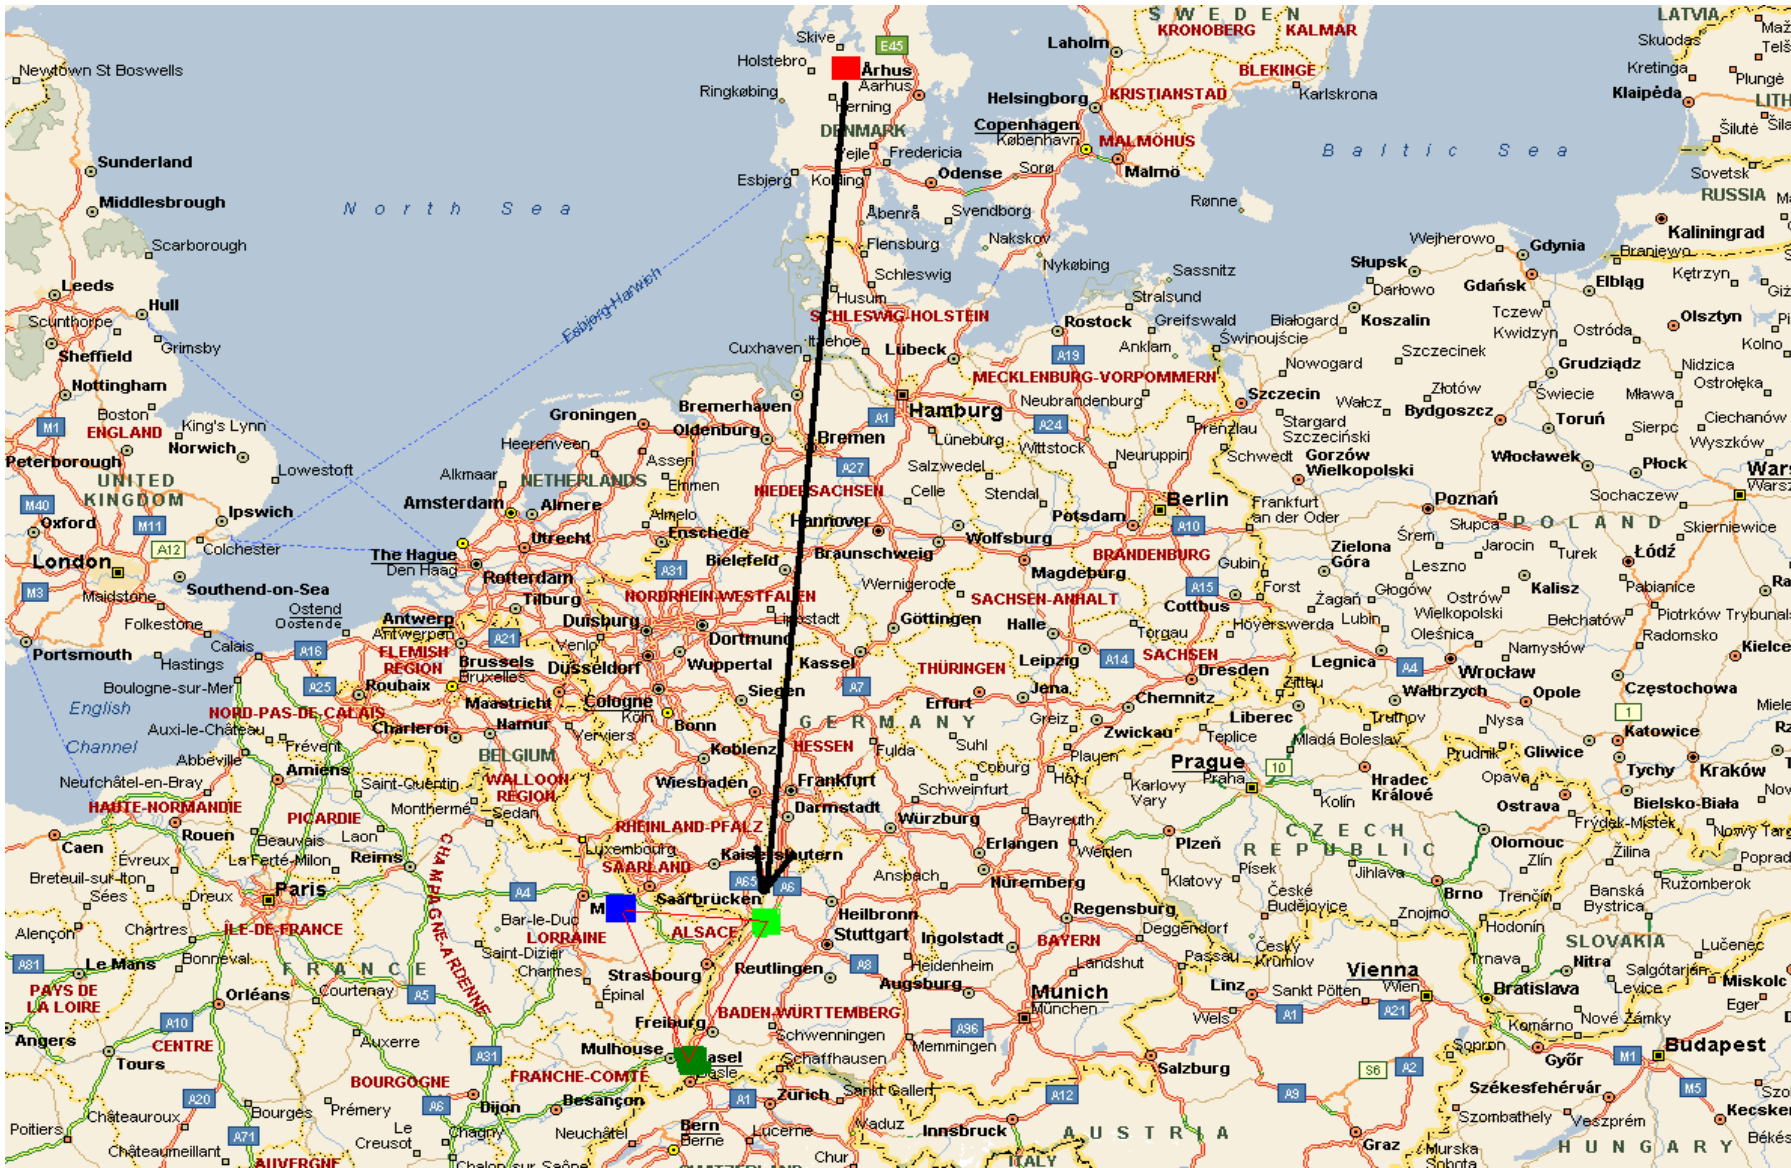 SWEDEN
LATVIA
KRONOBERG
KALMAR
Skuodas
Skive
Laholm
E45
Holstebro
Århus
Aarhus
BLEKINGE
Kretinga
Plungė
Newtown St Boswells
Ringkøbing
Herning
Helsingborg
KRISTIANSTAD
Karlskrona
Klaipėda
Copenhagen
København
DENMARK
MALMÖHUS
Šilutė
Baltic Sea
Sunderland
Vejle
Fredericia
Sorø
Malmö
Sovetsk
Esbjerg
Kolding
Odense
RUSSIA
Middlesbrough
North Sea
Åbenrå
Svendborg
Rønne
Kaliningrad
Scarborough
Flensburg
Nakskov
Wejherowo
Gdynia
Braniewo
Nykøbing
Sassnitz
Słupsk
Kętrzyn
Leeds
Hull
Schleswig
Darłowo
Gdańsk
Elbląg
Esbjerg-Harwich
Husum
Stralsund
Scunthorpe
SCHLESWIG-HOLSTEIN
Rostock
Greifswald
Białogard
Koszalin
Tczew
Kwidzyn
Ostróda
Olsztyn
Grimsby
Cuxhaven
Itzehoe
Lübeck
A19
Anklam
Świnoujście
Sheffield
Nowogard
Szczecinek
Grudziądz
Nidzica
Nottingham
MECKLENBURG-VORPOMMERN
Złotów
Świecie
Mława
Ostrołęka
Boston
Groningen
Bremerhaven
A1
Hamburg
Neubrandenburg
Szczecin
Wałcz
Bydgoszcz
Toruń
Ciechanów
M1
ENGLAND
King's Lynn
Oldenburg
A24
Prenzlau
Stargard
Szczeciński
Sierpc
Wyszków
Norwich
Heerenveen
Bremen
Lüneburg
Wittstock
Peterborough
Lowestoft
Assen
A27
Salzwedel
Neuruppin
Schwedt
Gorzów
Wielkopolski
Włocławek
Płock
UNITED
KINGDOM
Alkmaar
NETHERLANDS
Emmen
NIEDERSACHSEN
Celle
Stendal
Berlin
Frankfurt
an der Oder
Poznań
Sochaczew
M40
Ipswich
Amsterdam
Almere
Almelo
Hannover
Potsdam
A10
Słupca
POLAND
Skierniewice
Oxford
M11
A12
Colchester
Utrecht
Enschede
Braunschweig
Wolfsburg
BRANDENBURG
Zielona
Góra
Śrem
Jarocin
Turek
Łódź
London
The Hague
Den Haag
Bielefeld
A31
Magdeburg
Gubin
Leszno
Southend-on-Sea
Rotterdam
Wernigerode
A15
Forst
Kalisz
Pabianice
M3
Maidstone
Ostend
Oostende
Tilburg
NORDRHEIN-WESTFALEN
SACHSEN-ANHALT
Cottbus
Żagań
Głogów
Ostrów
Wielkopolski
Bełchatów
Piotrków Trybunals
Folkestone
Antwerp
Antwerpen
Duisburg
Lippstadt
Göttingen
Halle
Torgau
Hoyerswerda
Lubin
Oleśnica
Radomsko
Portsmouth
Hastings
Calais
A16
FLEMISH
REGION
A21
Venlo
Dortmund
Kassel
Leipzig
SACHSEN
Legnica
Namysłów
Kielce
Brussels
Bruxelles
Düsseldorf
Wuppertal
THÜRINGEN
A14
Dresden
A4
Wrocław
Boulogne-sur-Mer
A25
Roubaix
Maastricht
Cologne
Köln
Siegen
A7
Erfurt
Jena
Chemnitz
Zittau
Wałbrzych
Opole
Częstochowa
English
Channel
NORD-PAS-DE-CALAIS
Charleroi
Namur
Verviers
Bonn
GERMANY
Greiz
Zwickau
Liberec
Trutnov
Nysa
1
Auxi-le-Château
Frévent
BELGIUM
Koblenz
HESSEN
Fulda
Suhl
Plauen
Teplice
Mladá Boleslav
Prudnik
Gliwice
Katowice
Abbeville
Neufchâtel-en-Bray
Amiens
Saint-Quentin
WALLOON
REGION
Wiesbaden
Frankfurt
Coburg
Hof
Karlovy
Vary
Prague
Praha
10
Hradec
Králové
Opava
Tychy
Kraków
HAUTE-NORMANDIE
Monthermé
Sedan
Darmstadt
Schweinfurt
Kolín
Ostrava
Bielsko-Biała
Rouen
PICARDIE
Laon
RHEINLAND-PFALZ
Würzburg
Bayreuth
Frýdek-Místek
Nowy Targ
Caen
Beauvais
Luxembourg
Kaiserslautern
Erlangen
Weiden
Plzeň
CZECH
REPUBLIC
Olomouc
Évreux
La Ferté-Milon
Reims
CHAMPAGNE-ARDENNE
SAARLAND
Žilina
Breteuil-sur-Iton
Zlín
Poprad
Sées
Dreux
Paris
A4
Saarbrücken
A65
A6
Ansbach
Nüremberg
Klatovy
Písek
Jihlava
Brno
Trenčín
Banská
Bystrica
Ružomberok
Bar-le-Duc
Heilbronn
Regensburg
České
Budějovice
Znojmo
Alençon
Chartres
ÎLE-DE-FRANCE
LORRAINE
ALSACE
Stuttgart
Ingolstadt
BAYERN
Deggendorf
Český
Krumlov
Hodonín
SLOVAKIA
Lučenec
A81
Le Mans
Bonneval
FRANCE
Saint-Dizier
Charmes
Strasbourg
Reutlingen
A8
Heidenheim
Landshut
Passau
Vienna
Wien
Trnava
Nitra
Salgótarján
Miskolc
PAYS DE
LA LOIRE
Orléans
Courtenay
A5
Épinal
Augsburg
Munich
München
Linz
Sankt Pölten
A21
Bratislava
Levice
Eger
Angers
A10
CENTRE
Auxerre
Freiburg
BADEN-WÜRTTEMBERG
Schwenningen
A96
Memmingen
Wels
A1
Komárno
Nové Zámky
Tours
A31
Mulhouse
Basle
Schaffhausen
Salzburg
Sopron
Győr
M1
Budapest
BOURGOGNE
FRANCHE-COMTÉ
Sankt Gallen
S6
A2
Székesfehérvár
M5
Châteauroux
A20
Bourges
Prémery
A6
Dijon
Besançon
A1
Zürich
A12
A9
Szombathely
Veszprém
Kecskem
Poitiers
A71
Le
Creusot
Chagny
Neuchâtel
Bern
Berne
Lucerne
Vaduz
Innsbruck
AUSTRIA
Graz
Murska
Sobota
HUNGARY
Châteaumeillant
AUVERGNE
Chalon-sur-Saône
Chur
ITALY